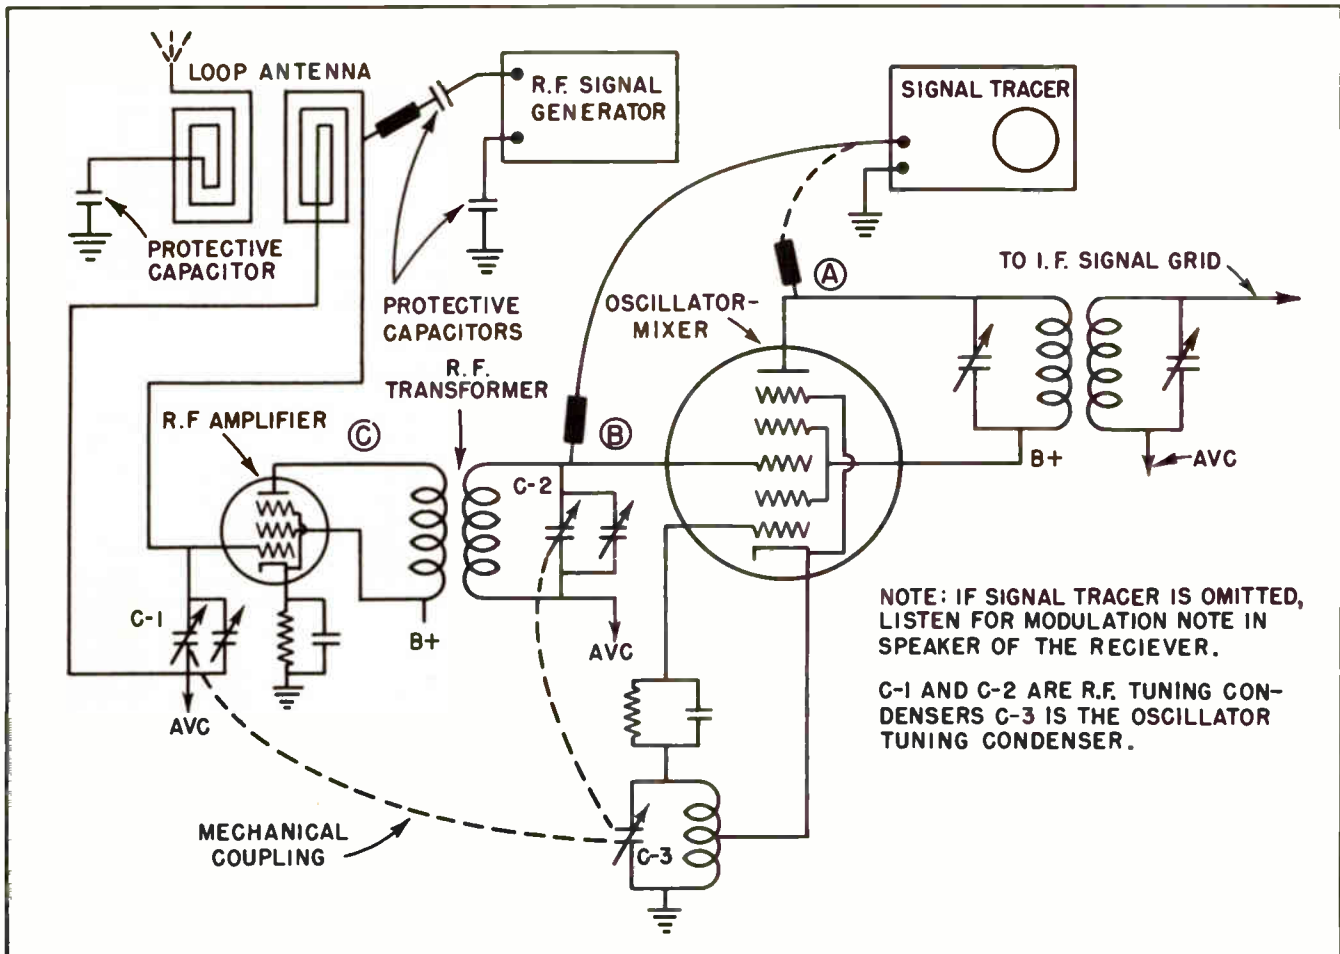 LOOP ANTENNA
R.F. SIGNAL
GENERATOR
SIGNAL TRACER
PROTECTIVE
CAPACITOR
PROTECTIVE
CAPACITORS
OSCILLATOR-
MIXER
A
TO I.F. SIGNAL GRID
R.F.
TRANSFORMER
R.F AMPLIFIER
C
B
C-2
B+
AVC
C-1
B+
AVC
AVC
NOTE: IF SIGNAL TRACER IS OMITTED,
LISTEN FOR MODULATION NOTE IN
SPEAKER OF THE RECIEVER.
C-1 AND C-2 ARE R.F. TUNING CON-
DENSERS C-3 IS THE OSCILLATOR
TUNING CONDENSER.
MECHANICAL
COUPLING
C-3